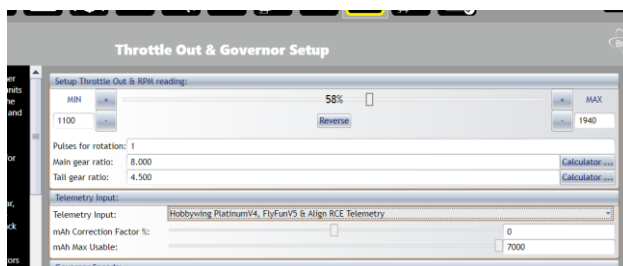 Throttle Out & Governor Setup
Setup Throttle Out & RPM reading:
MIN + 58% + MAX
1100 - Reverse - 1940
Pulses for rotation: 1
Main gear ratio: 8.000 Calculator ...
Tail gear ratio: 4.500 Calculator ...
Telemetry Input:
Telemetry Input: Hobbywing PlatinumV4, FlyFunV5 & Align RCE Telemetry
mAh Correction Factor %: 0
mAh Max Usable: 7000